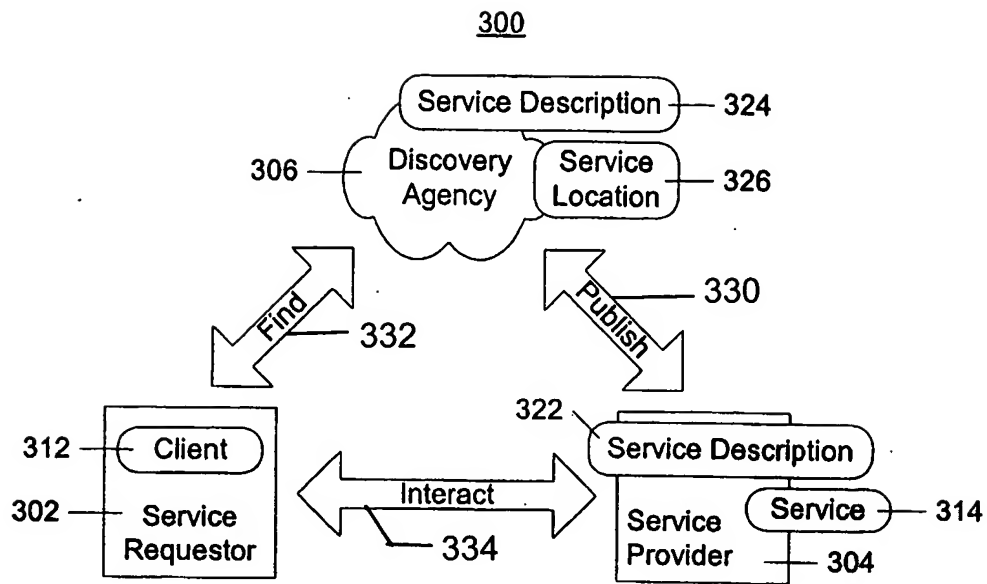 300
Service Description
324
306
Discovery
Agency
Service
Location
326
Find
332
Publish
330
312
Client
302
Service
Requestor
Interact
334
322
Service Description
Service
314
Service
Provider
304